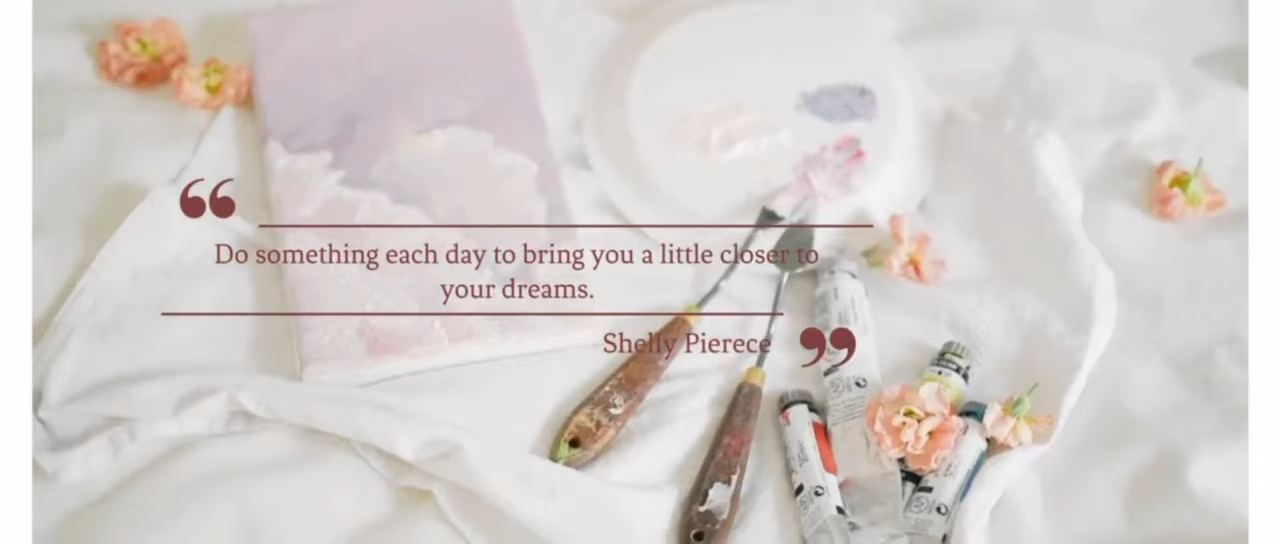 “
Do something each day to bring you a little closer to
your dreams.
Shelly Pierece ”